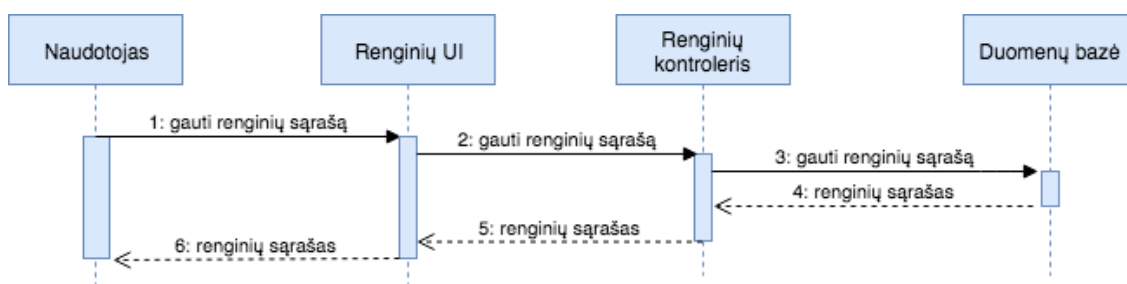 Naudotojas
Renginių UI
Renginių
kontroleris
Duomenų bazė
1: gauti renginių sąrašą
2: gauti renginių sąrašą
3: gauti renginių sąrašą
4: renginių sąrašas
5: renginių sąrašas
6: renginių sąrašas